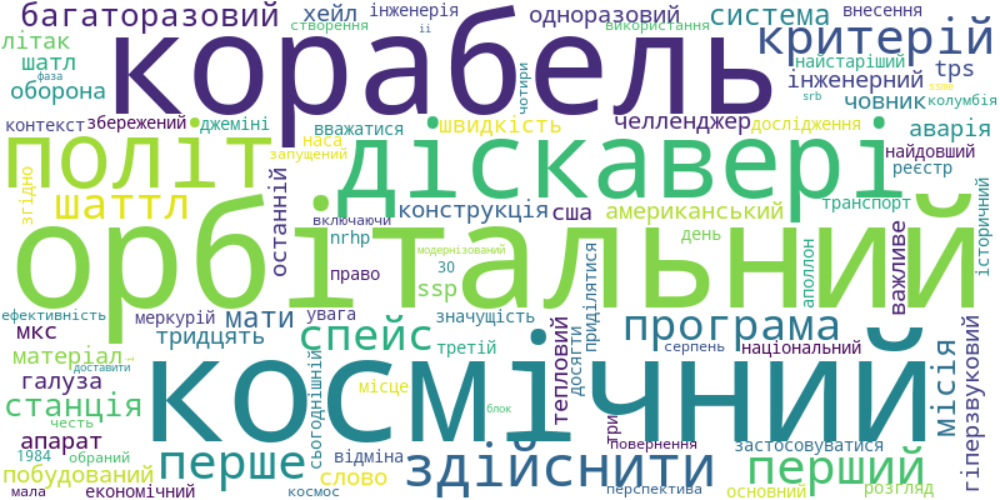 багаторазовий хейл інженерія одноразовий система внесення
створення її використання
літак корабель критерій
шатл найстаріший
фаза tps
оборона чотири інженерний
srb ssme
човник колумбія
контекст збережений джеміні вважатися швидкість челленджер дослідження аварія
наса
запущений найдовший
політ діскавері реєстр
згідно шаттл останній конструкція сша американський транспорт
включаючи
nrhp день
орбітальний
модернізований
право 30 ssp аполлон важливе історичний
ефективність меркурій мати увага значущість приділятися
мкс тридцять спейс третій досягти програма
серпень національний
матеріал
доставити
галуза космічний
місце тепловий
станція сьогоднішній блок місія гіперзвуковий
честь три
апарат повернення застосовуватися
1984 обраний перше відміна здійснити перший
побудований слово
мала економічний космос перспектива основний розгляд